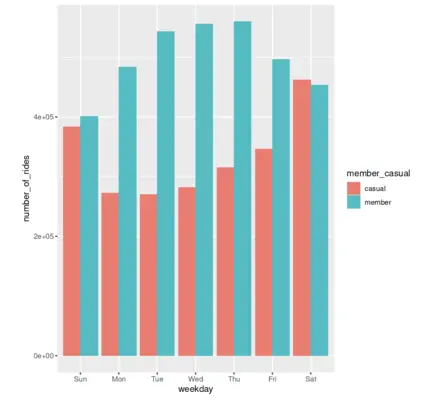 number_of_rides
4e+05
2e+05
0e+00
Sun Mon Tue Wed Thu Fri Sat
weekday
member_casual
casual
member